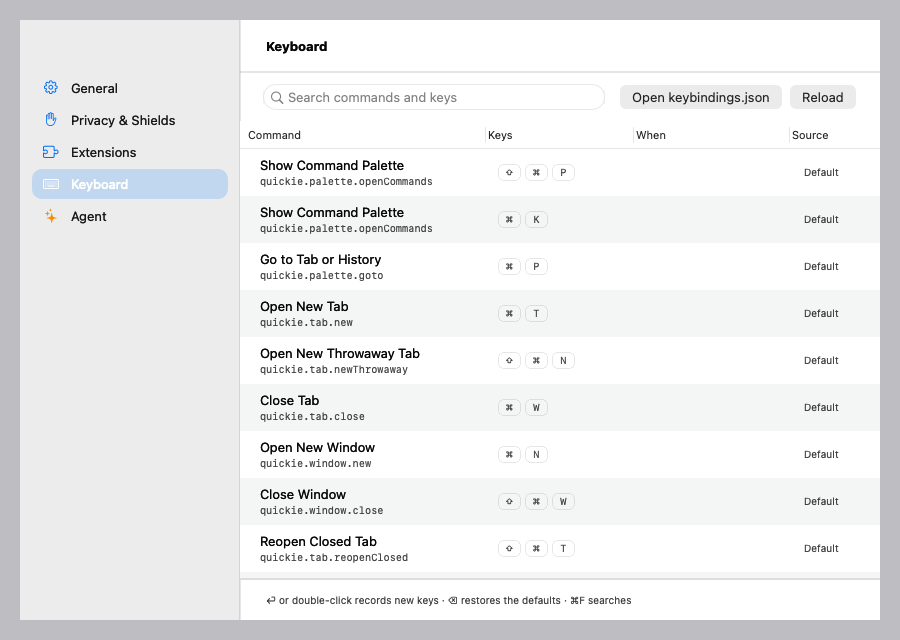 Keyboard
General
Privacy & Shields
Extensions
Keyboard
Agent
Search commands and keys
Open keybindings.json
Reload
Command Keys When Source
Show Command Palette
quickie.palette.openCommands
⇧ ⌘ P
Default
Show Command Palette
quickie.palette.openCommands
⌘ K
Default
Go to Tab or History
quickie.palette.goto
⌘ P
Default
Open New Tab
quickie.tab.new
⌘ T
Default
Open New Throwaway Tab
quickie.tab.newThrowaway
⇧ ⌘ N
Default
Close Tab
quickie.tab.close
⌘ W
Default
Open New Window
quickie.window.new
⌘ N
Default
Close Window
quickie.window.close
⇧ ⌘ W
Default
Reopen Closed Tab
quickie.tab.reopenClosed
⇧ ⌘ T
Default
↩ or double-click records new keys · ⌫ restores the defaults · ⌘F searches